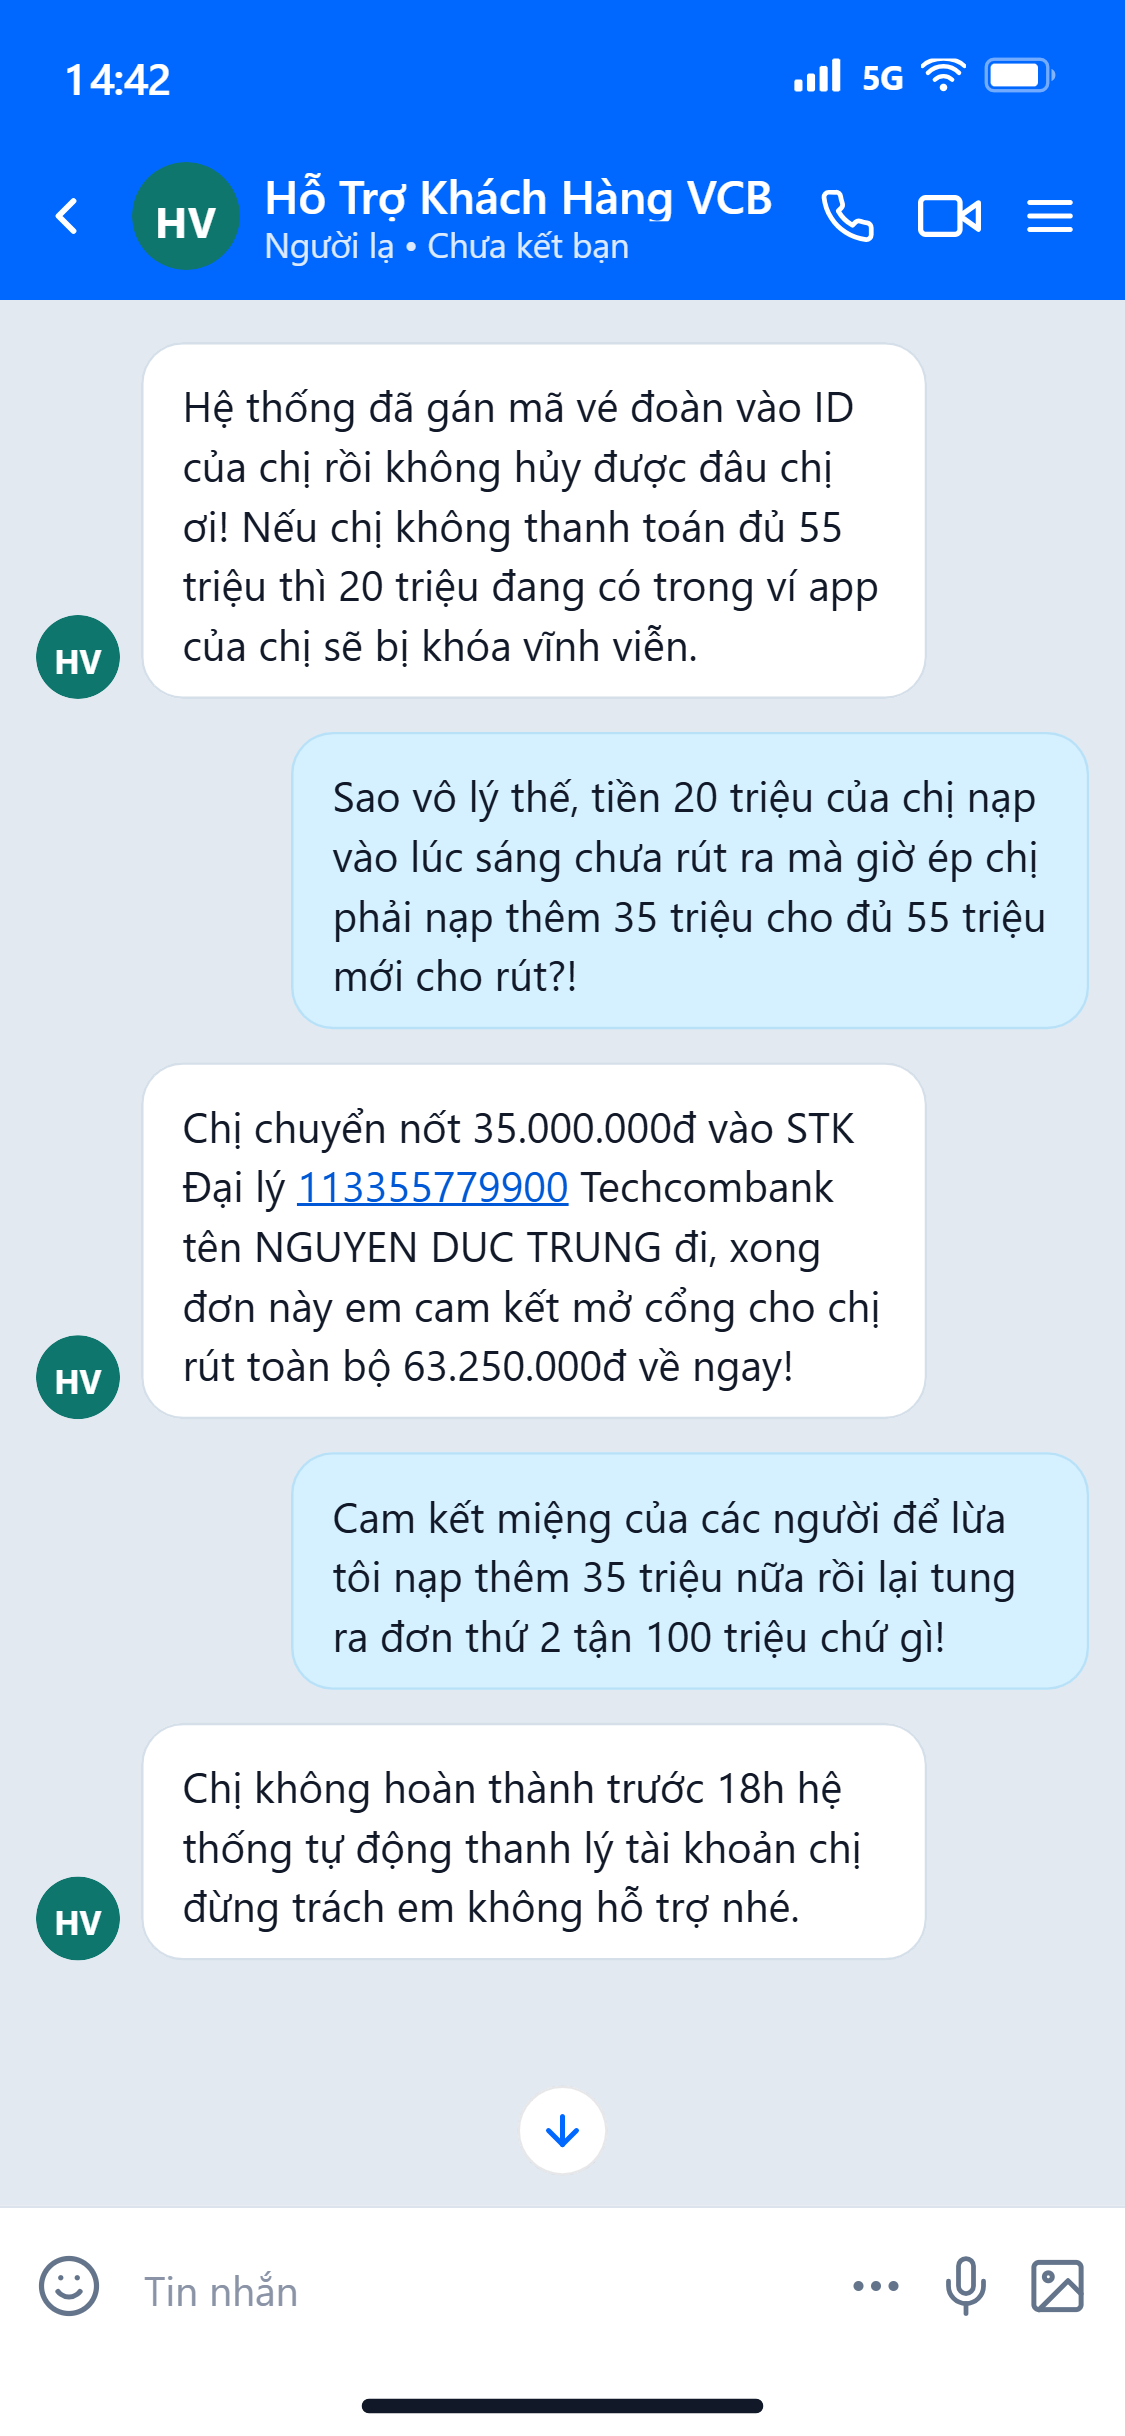 14:42
5G
HV
Hỗ Trợ Khách Hàng VCB
Người lạ • Chưa kết bạn
Hệ thống đã gán mã vé đoàn vào ID
của chị rồi không hủy được đâu chị
ơi! Nếu chị không thanh toán đủ 55
triệu thì 20 triệu đang có trong ví app
của chị sẽ bị khóa vĩnh viễn.
HV
Sao vô lý thế, tiền 20 triệu của chị nạp
vào lúc sáng chưa rút ra mà giờ ép chị
phải nạp thêm 35 triệu cho đủ 55 triệu
mới cho rút?!
Chị chuyển nốt 35.000.000đ vào STK
Đại lý 113355779900 Techcombank
tên NGUYEN DUC TRUNG đi, xong
đơn này em cam kết mở cổng cho chị
rút toàn bộ 63.250.000đ về ngay!
HV
Cam kết miệng của các người để lừa
tôi nạp thêm 35 triệu nữa rồi lại tung
ra đơn thứ 2 tận 100 triệu chứ gì!
Chị không hoàn thành trước 18h hệ
thống tự động thanh lý tài khoản chị
đừng trách em không hỗ trợ nhé.
HV
Tin nhắn